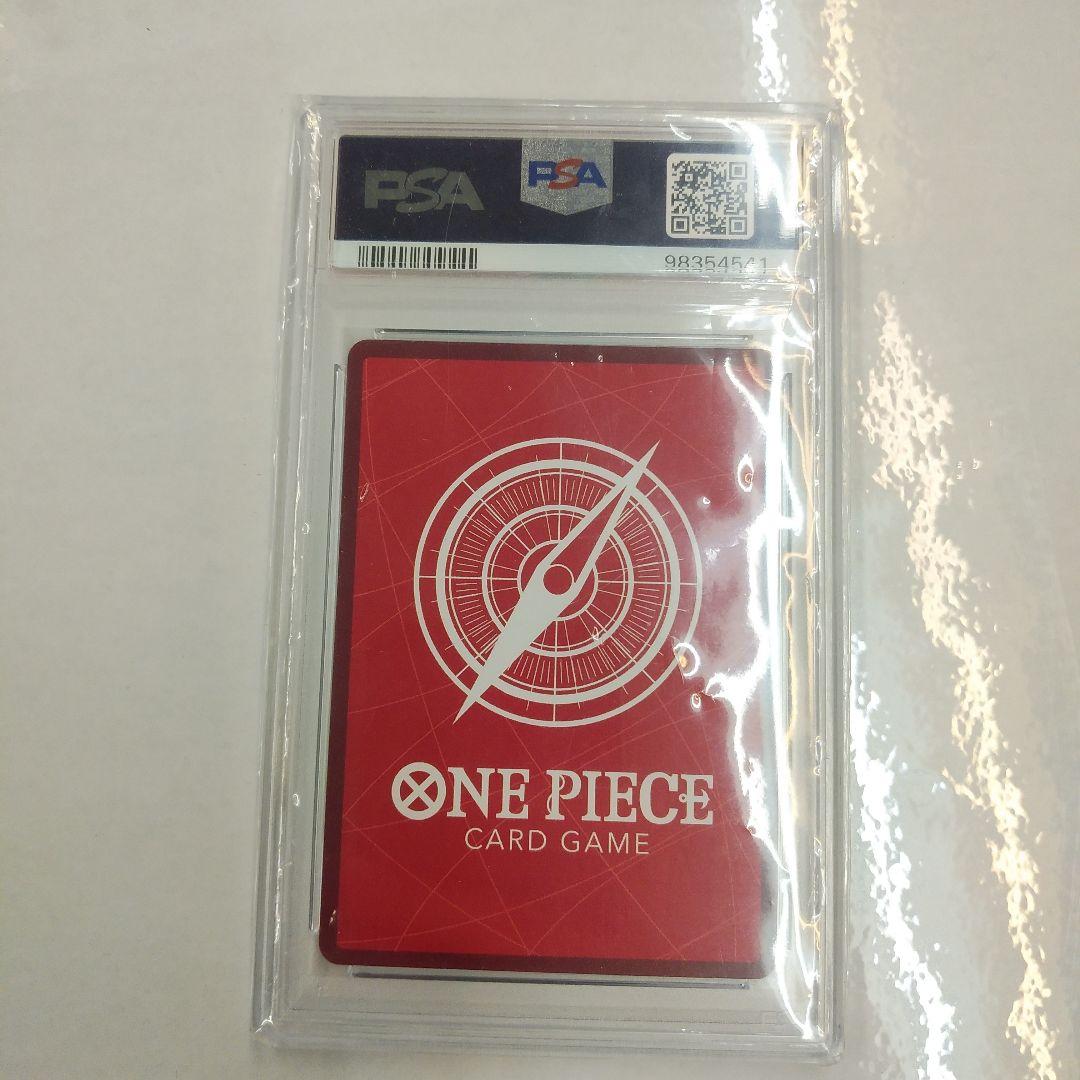 PSA
PSA
98354541
ONE PIECE
CARD GAME